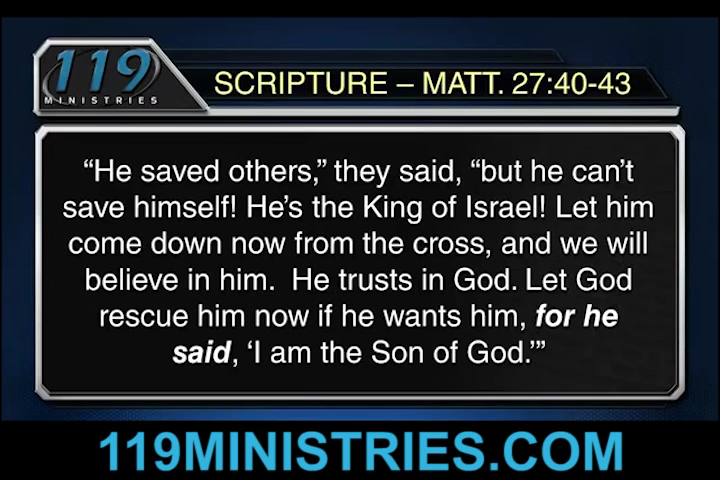 119
MINISTRIES
SCRIPTURE – MATT. 27:40-43
“He saved others,” they said, “but he can’t
save himself! He’s the King of Israel! Let him
come down now from the cross, and we will
believe in him.  He trusts in God. Let God
rescue him now if he wants him, for he
said, ‘I am the Son of God.’”
119MINISTRIES.COM